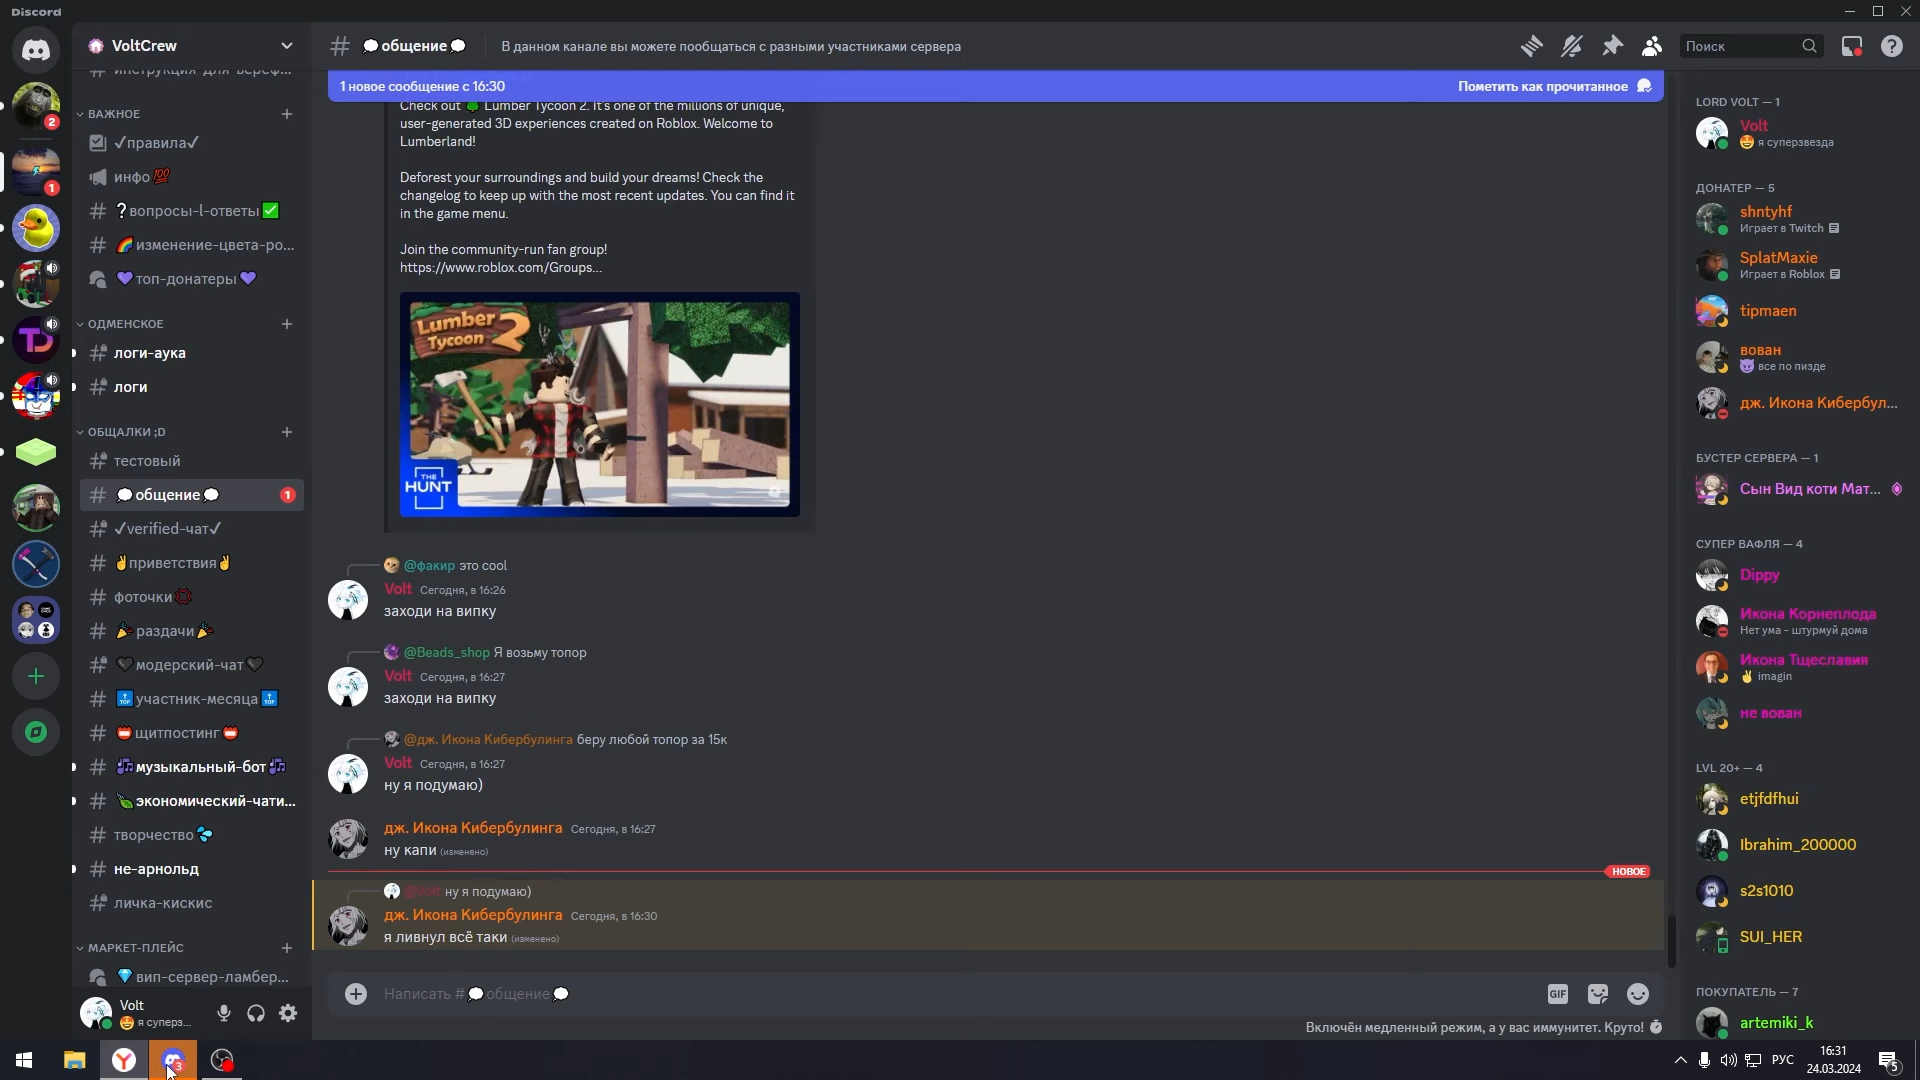 Discord
VoltCrew
# 💭общение💭
В данном канале вы можете пообщаться с разными участниками сервера
Поиск
1 новое сообщение с 16:30
Пометить как прочитанное
ВАЖНОЕ
✓правила✓
инфо💯
❔вопросы-l-ответы✅
🌈изменение-цвета-ро...
💜топ-донатеры💜
ОДМЕНСКОЕ
логи-аука
логи
ОБЩАЛКИ ;D
тестовый
💭общение💭
1
✓verified-чат✓
✌приветствия✌
фоточки💢
🎉раздачи🎉
🖤модерский-чат🖤
🔝участник-месяца🔝
📛щитпостинг📛
🎶музыкальный-бот🎶
экономический-чати...
творчество💦
не-арнольд
личка-кискис
МАРКЕТ-ПЛЕЙС
💎вип-сервер-ламбер...
Volt
🤩 я суперз...
Check out 🌲 Lumber Tycoon 2. It's one of the millions of unique,
user-generated 3D experiences created on Roblox. Welcome to
Lumberland!
Deforest your surroundings and build your dreams! Check the
changelog to keep up with the most recent updates. You can find it
in the game menu.
Join the community-run fan group!
https://www.roblox.com/Groups...
Lumber
Tycoon 2
THE
HUNT
@факир это cool
Volt Сегодня, в 16:26
заходи на випку
@Beads_shop Я возьму топор
Volt Сегодня, в 16:27
заходи на випку
@дж. Икона Кибербулинга беру любой топор за 15к
Volt Сегодня, в 16:27
ну я подумаю)
дж. Икона Кибербулинга Сегодня, в 16:27
ну капи (изменено)
НОВОЕ
@Volt ну я подумаю)
дж. Икона Кибербулинга Сегодня, в 16:30
я ливнул всё таки (изменено)
Написать #💭общение💭
GIF
Включён медленный режим, а у вас иммунитет. Круто!
LORD VOLT — 1
Volt
🤩 я суперзвезда
ДОНАТЕР — 5
shntyhf
Играет в Twitch
SplatMaxie
Играет в Roblox
tipmaen
вован
😈 все по пизде
дж. Икона Кибербул...
БУСТЕР СЕРВЕРА — 1
Сын Вид коти Мат...
СУПЕР ВАФЛЯ — 4
Dippy
Икона Корнеплода
Нет ума - штурмуй дома
Икона Тщеславия
✌ imagin
не вован
LVL 20+ — 4
etjfdfhui
Ibrahim_200000
s2s1010
SUI_HER
ПОКУПАТЕЛЬ — 7
artemiki_k
2
1
3
РУС
16:31
24.03.2024
5